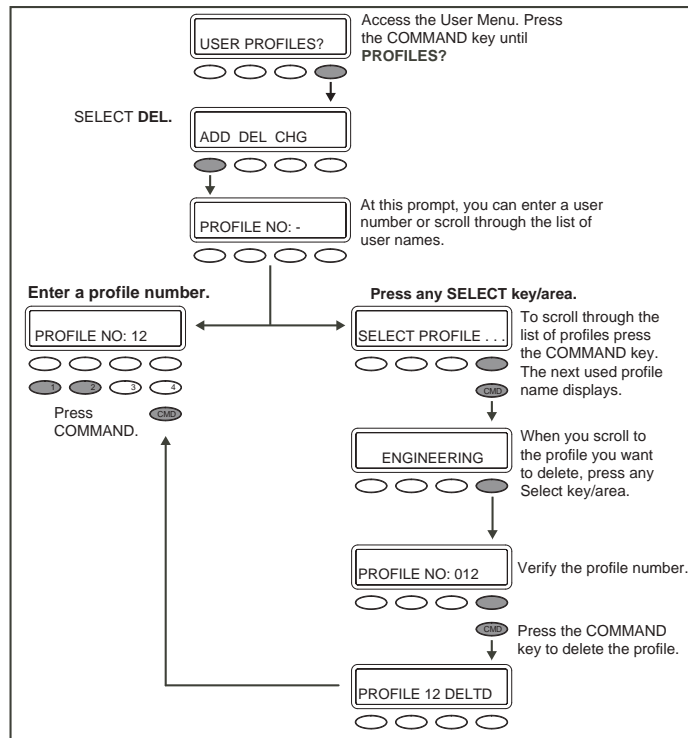 USER PROFILES?
Access the User Menu. Press
the COMMAND key until
PROFILES?
SELECT DEL.
ADD DEL CHG
PROFILE NO: -
At this prompt, you can enter a user
number or scroll through the list of
user names.
Enter a profile number.
PROFILE NO: 12
1 2 3 4
Press
COMMAND.
CMD
Press any SELECT key/area.
SELECT PROFILE . . .
To scroll through the
list of profiles press
the COMMAND key.
The next used profile
name displays.
CMD
ENGINEERING
When you scroll to
the profile you want
to delete, press any
Select key/area.
PROFILE NO: 012
Verify the profile number.
CMD
Press the COMMAND
key to delete the profile.
PROFILE 12 DELTD